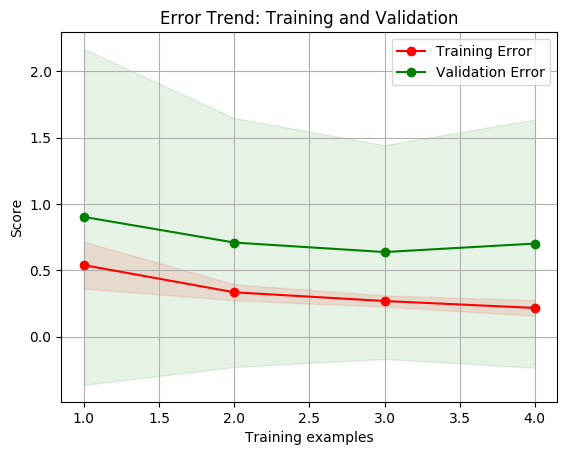 Error Trend: Training and Validation
Training Error
Validation Error
Score
2.0
1.5
1.0
0.5
0.0
1.0 1.5 2.0 2.5 3.0 3.5 4.0
Training examples